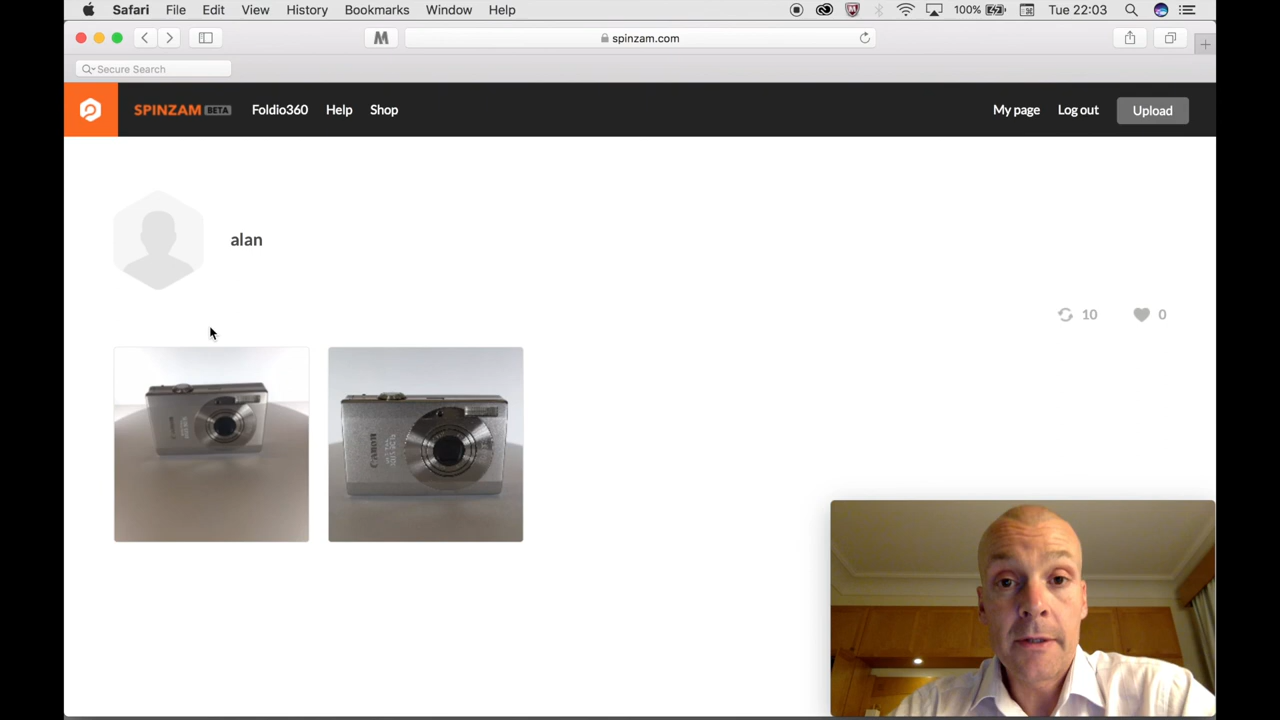 Safari File Edit View History Bookmarks Window Help 100% Tue 22:03
M spinzam.com
Secure Search
SPINZAM BETA Foldio360 Help Shop My page Log out Upload
alan
10 0
Canon